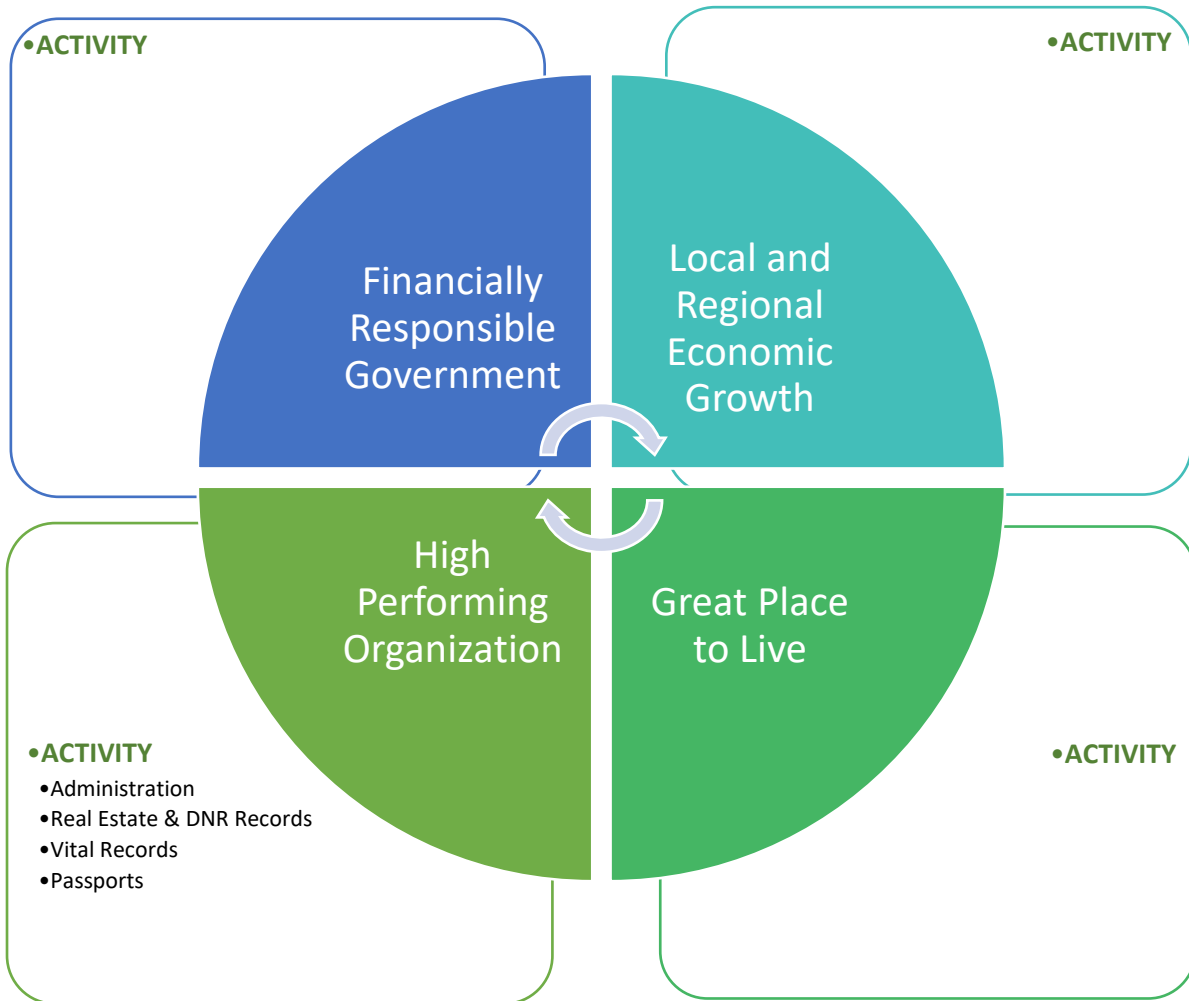 •ACTIVITY
•ACTIVITY
Financially
Responsible
Government
Local and
Regional
Economic
Growth
High
Performing
Organization
Great Place
to Live
•ACTIVITY
•Administration
•Real Estate & DNR Records
•Vital Records
•Passports
•ACTIVITY